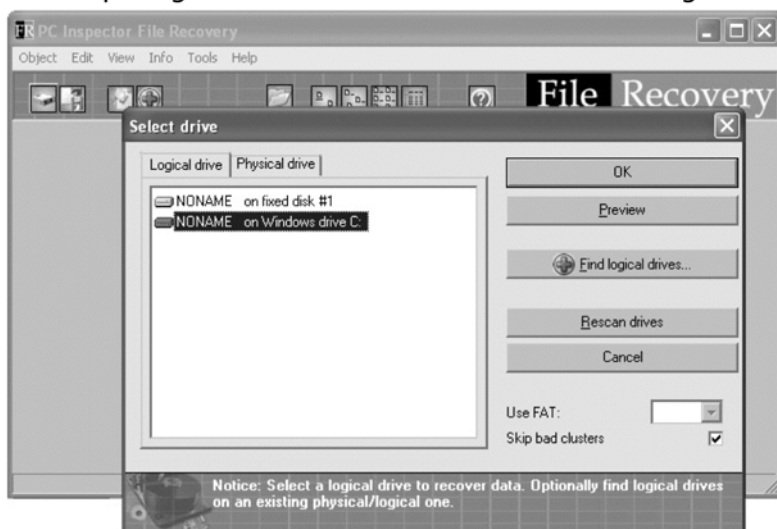 FR PC Inspector File Recovery
Object Edit View Info Tools Help
File Recovery
Select drive
Logical drive Physical drive
NONAME on fixed disk #1
NONAME on Windows drive C:
OK
Preview
Find logical drives...
Rescan drives
Cancel
Use FAT:
Skip bad clusters
Notice: Select a logical drive to recover data. Optionally find logical drives
on an existing physical/logical one.